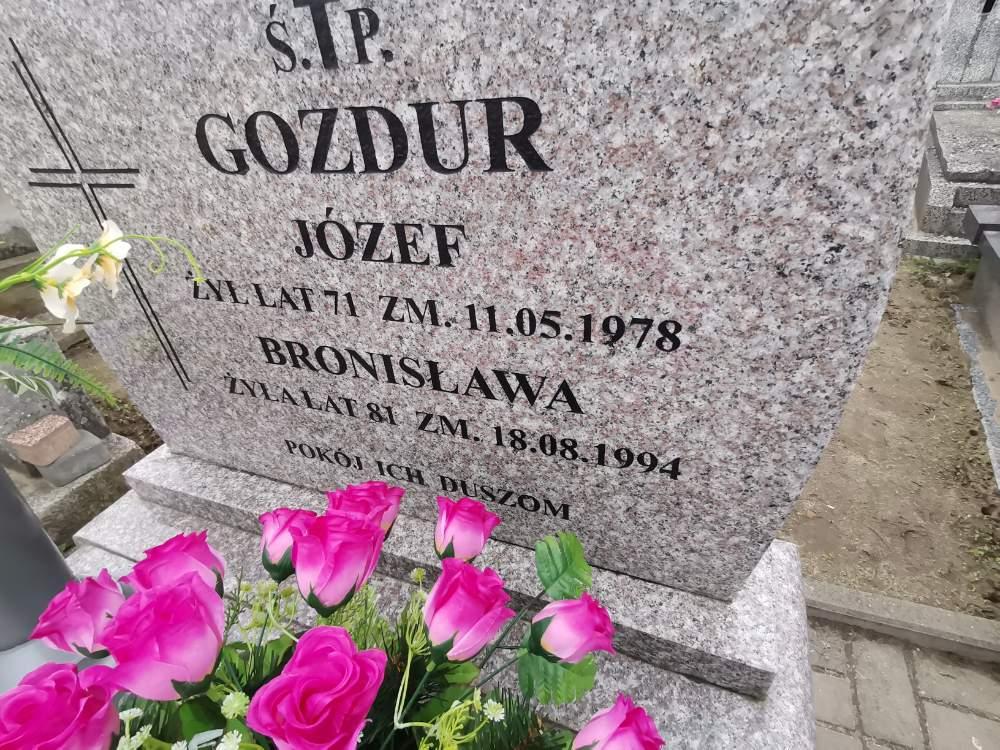 Ś.TP.
GOZDUR
JÓZEF
ŻYŁ LAT 71 ZM. 11.05.1978
BRONISŁAWA
ŻYŁA LAT 81 ZM. 18.08.1994
POKÓJ ICH DUSZOM